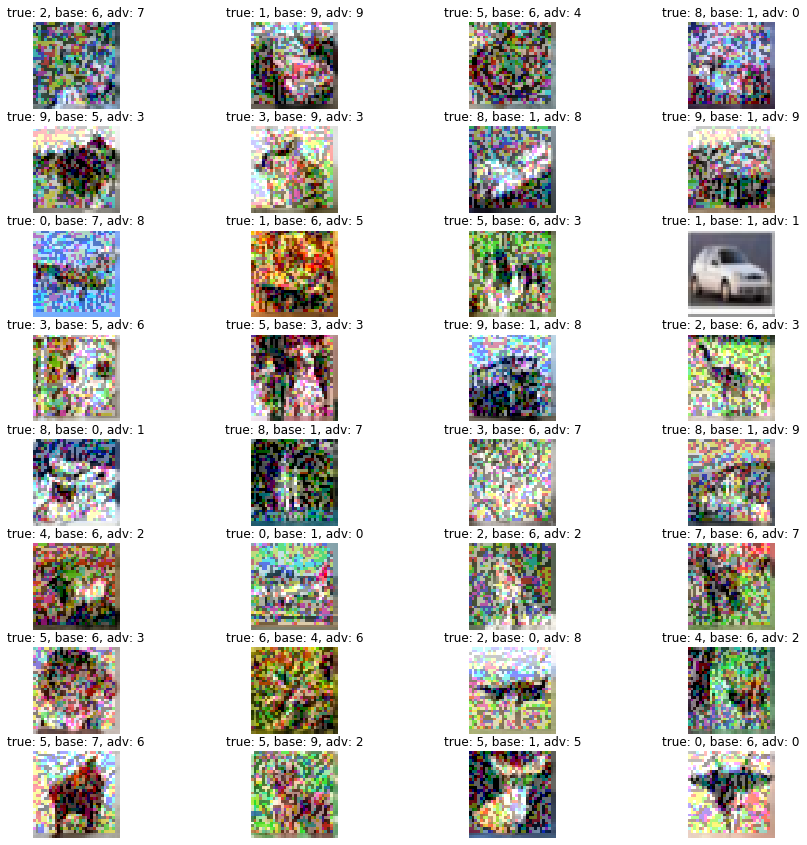 true: 2, base: 6, adv: 7 true: 1, base: 9, adv: 9 true: 5, base: 6, adv: 4 true: 8, base: 1, adv: 0
true: 9, base: 5, adv: 3 true: 3, base: 9, adv: 3 true: 8, base: 1, adv: 8 true: 9, base: 1, adv: 9
true: 0, base: 7, adv: 8 true: 1, base: 6, adv: 5 true: 5, base: 6, adv: 3 true: 1, base: 1, adv: 1
true: 3, base: 5, adv: 6 true: 5, base: 3, adv: 3 true: 9, base: 1, adv: 8 true: 2, base: 6, adv: 3
true: 8, base: 0, adv: 1 true: 8, base: 1, adv: 7 true: 3, base: 6, adv: 7 true: 8, base: 1, adv: 9
true: 4, base: 6, adv: 2 true: 0, base: 1, adv: 0 true: 2, base: 6, adv: 2 true: 7, base: 6, adv: 7
true: 5, base: 6, adv: 3 true: 6, base: 4, adv: 6 true: 2, base: 0, adv: 8 true: 4, base: 6, adv: 2
true: 5, base: 7, adv: 6 true: 5, base: 9, adv: 2 true: 5, base: 1, adv: 5 true: 0, base: 6, adv: 0